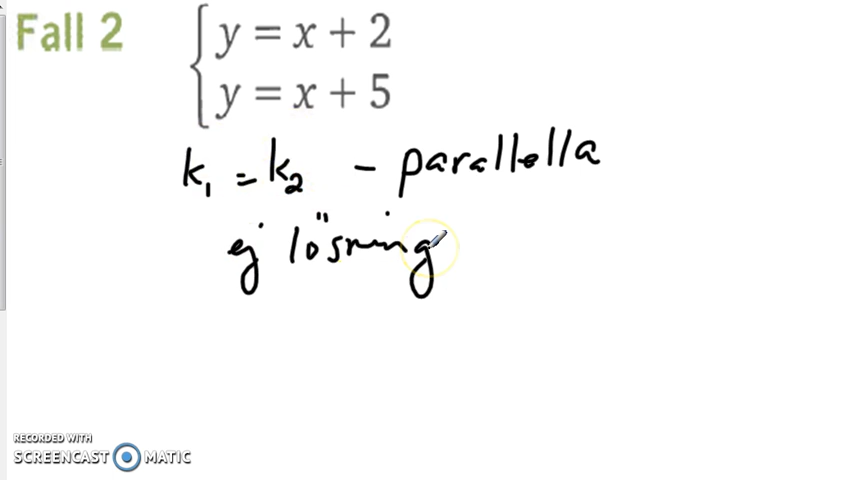 Fall 2
y = x + 2
y = x + 5
k₁ = k₂ - parallella
ej lösning
RECORDED WITH
SCREENCAST MATIC